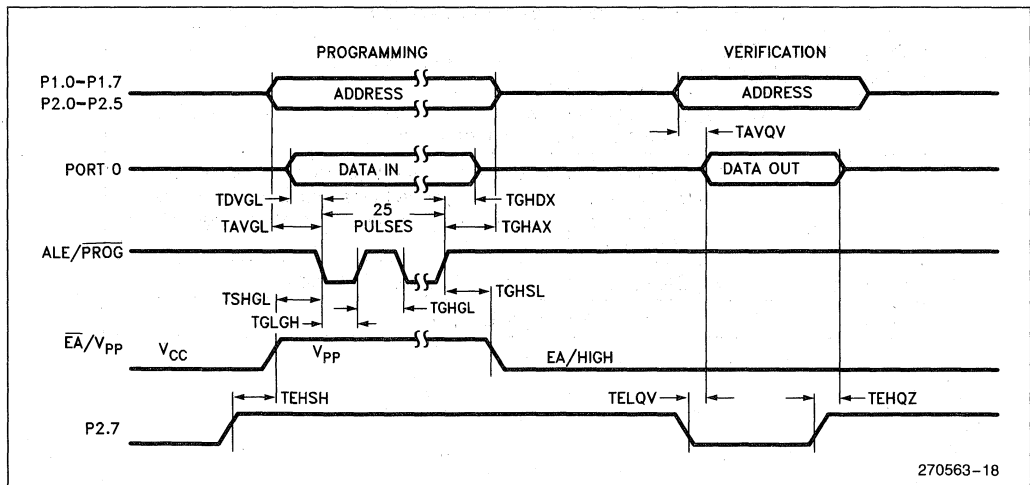 PROGRAMMING
VERIFICATION
P1.0–P1.7
P2.0–P2.5
ADDRESS
ADDRESS
TAVQV
PORT 0
DATA IN
DATA OUT
TDVGL
TGHDX
25
PULSES
TAVGL
TGHAX
ALE/PROG
TSHGL
TGHGL
TGHSL
TGLGH
EA/VPP
VCC
VPP
EA/HIGH
TEHSH
TELQV
TEHQZ
P2.7
270563–18